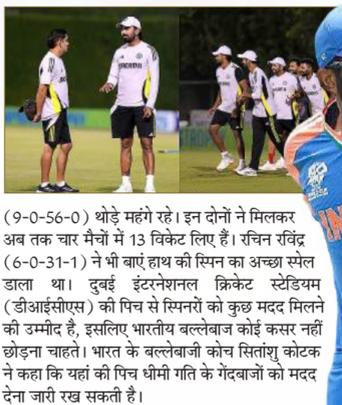 (9-0-56-0) थोड़े महंगे रहे। इन दोनों ने मिलकर
अब तक चार मैचों में 13 विकेट लिए हैं। रचिन रविंद्र
(6-0-31-1) ने भी बाएं हाथ की स्पिन का अच्छा स्पेल
डाला था। दुबई इंटरनेशनल क्रिकेट स्टेडियम
(डीआईसीएस) की पिच से स्पिनरों को कुछ मदद मिलने
की उम्मीद है, इसलिए भारतीय बल्लेबाज कोई कसर नहीं
छोड़ना चाहते। भारत के बल्लेबाजी कोच सितांशु कोटक
ने कहा कि यहां की पिच धीमी गति के गेंदबाजों को मदद
देना जारी रख सकती है।